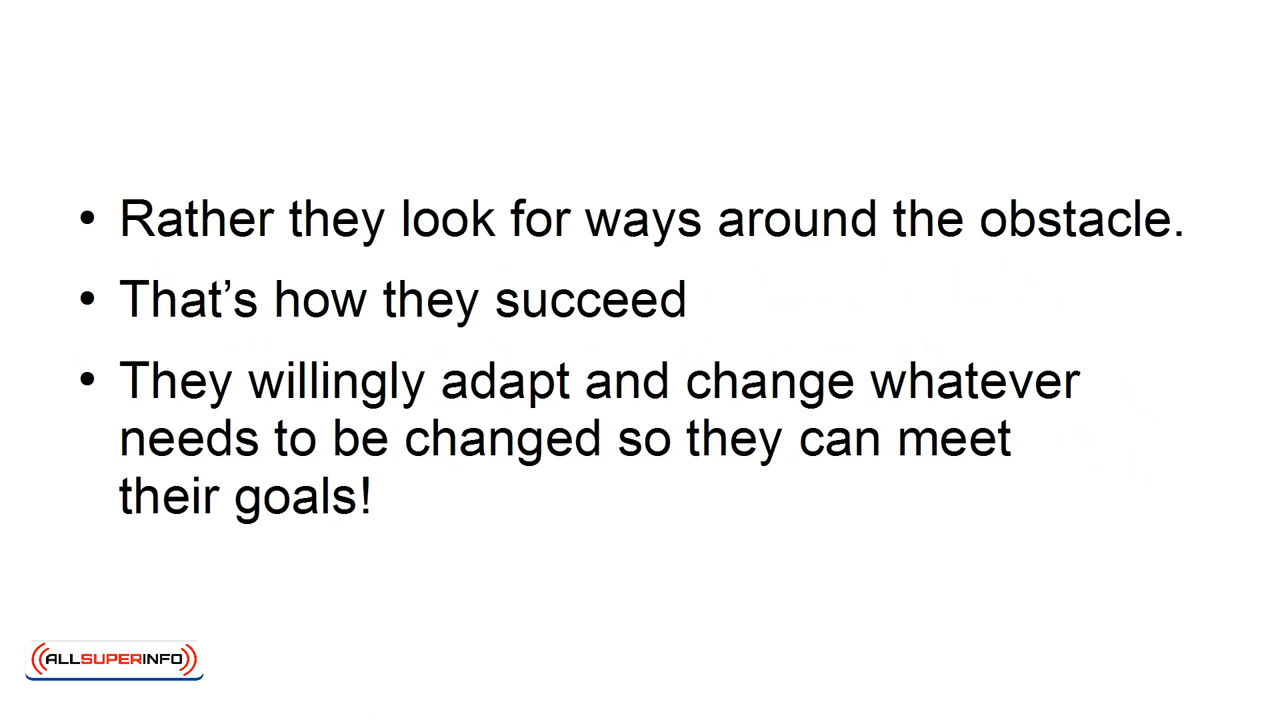 • Rather they look for ways around the obstacle.
• That’s how they succeed
• They willingly adapt and change whatever
needs to be changed so they can meet
their goals!
ALLSUPERINFO